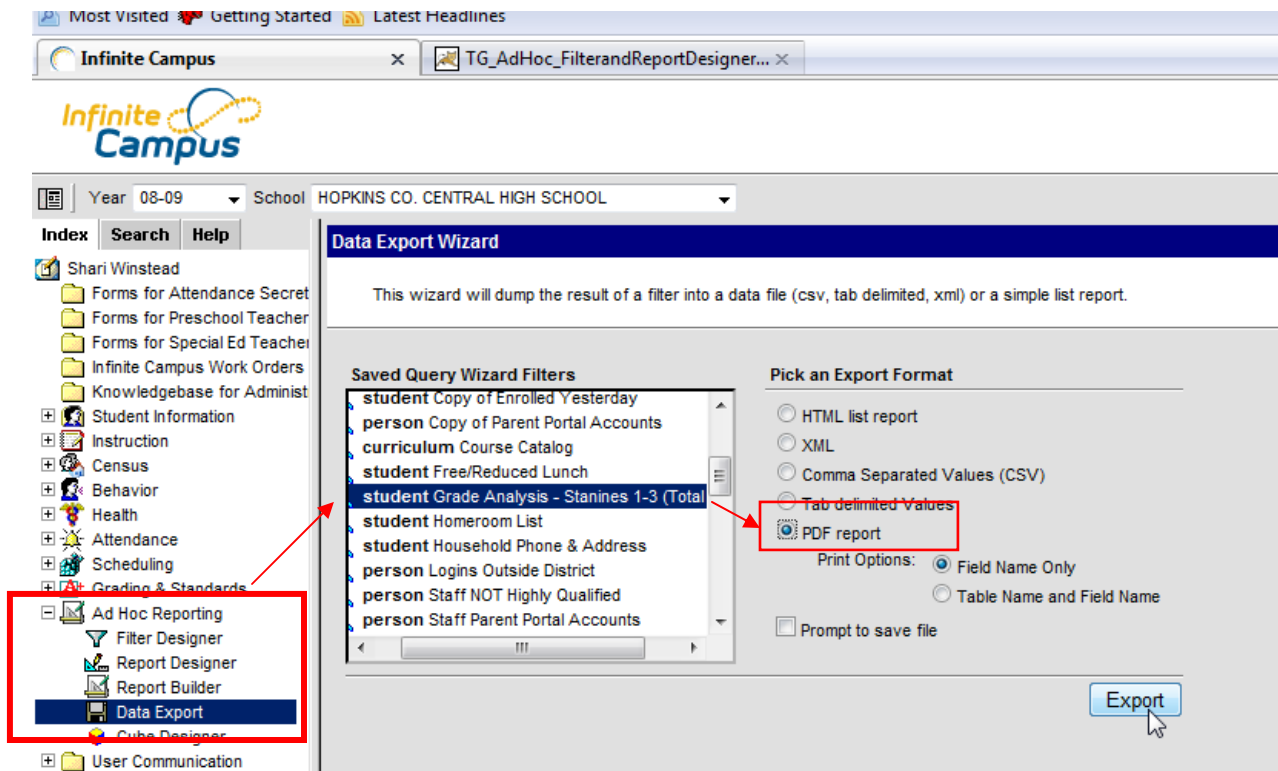 Most Visited Getting Started Latest Headlines
Infinite Campus TG_AdHoc_FilterandReportDesigner...
Infinite
Campus
Year 08-09 School HOPKINS CO. CENTRAL HIGH SCHOOL
Index Search Help
Shari Winstead
Forms for Attendance Secret
Forms for Preschool Teacher
Forms for Special Ed Teacher
Infinite Campus Work Orders
Knowledgebase for Administ
Student Information
Instruction
Census
Behavior
Health
Attendance
Scheduling
Grading & Standards
Ad Hoc Reporting
Filter Designer
Report Designer
Report Builder
Data Export
Cube Designer
User Communication
Data Export Wizard
This wizard will dump the result of a filter into a data file (csv, tab delimited, xml) or a simple list report.
Saved Query Wizard Filters
student Copy of Enrolled Yesterday
person Copy of Parent Portal Accounts
curriculum Course Catalog
student Free/Reduced Lunch
student Grade Analysis - Stanines 1-3 (Total
student Homeroom List
student Household Phone & Address
person Logins Outside District
person Staff NOT Highly Qualified
person Staff Parent Portal Accounts
Pick an Export Format
HTML list report
XML
Comma Separated Values (CSV)
Tab delimited Values
PDF report
Print Options: Field Name Only
Table Name and Field Name
Prompt to save file
Export